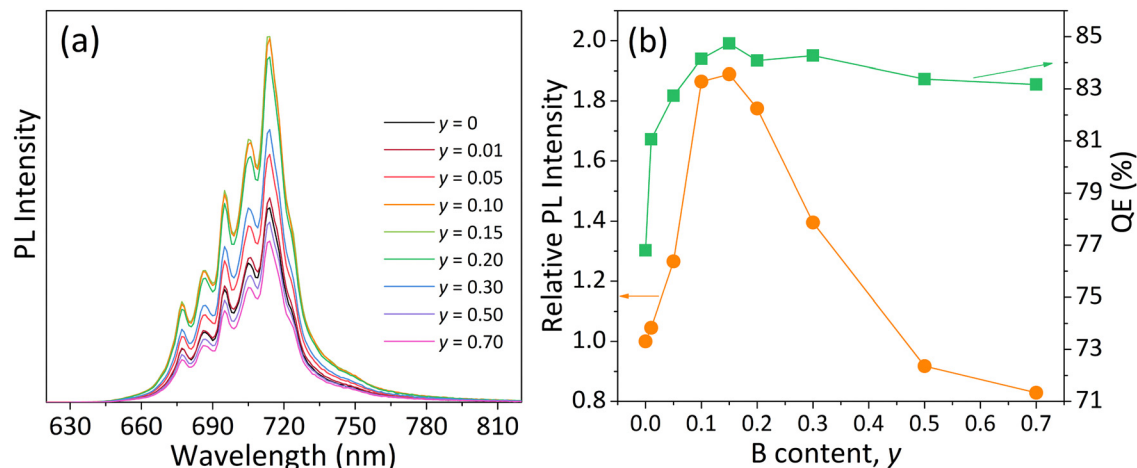 (a)
PL Intensity
y = 0
y = 0.01
y = 0.05
y = 0.10
y = 0.15
y = 0.20
y = 0.30
y = 0.50
y = 0.70
630 660 690 720 750 780 810
Wavelength (nm)
(b)
Relative PL Intensity
2.0
1.8
1.6
1.4
1.2
1.0
0.8
85
83
81
79
77
75
73
71
QE (%)
0.0 0.1 0.2 0.3 0.4 0.5 0.6 0.7
B content, y